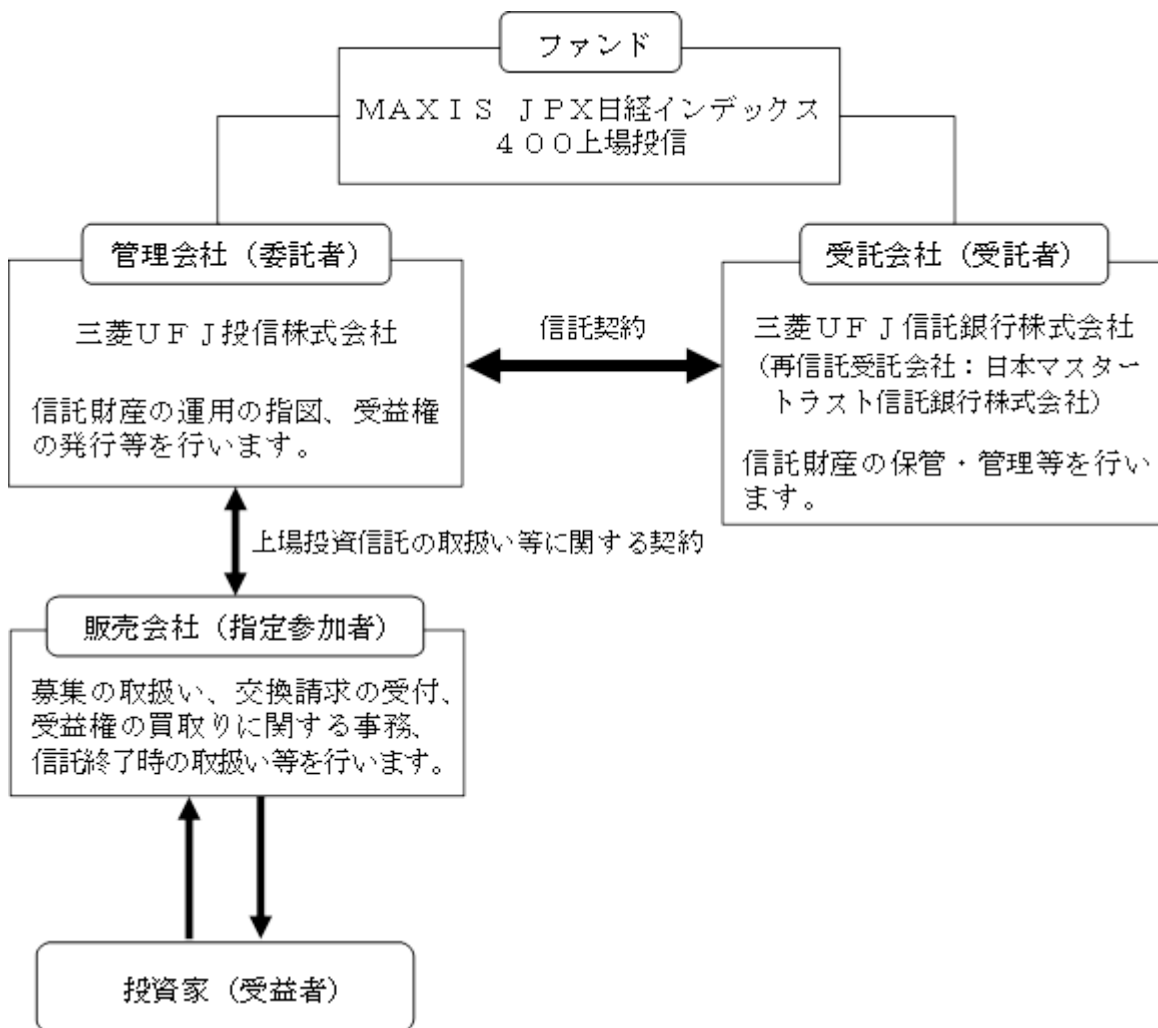 ファンド
ＭＡＸＩＳ ＪＰＸ日経インデックス
４００上場投信
管理会社（委託者）
三菱ＵＦＪ投信株式会社
信託財産の運用の指図、受益権
の発行等を行います。
信託契約
受託会社（受託者）
三菱ＵＦＪ信託銀行株式会社
（再信託受託会社：日本マスター
トラスト信託銀行株式会社）
信託財産の保管・管理等を行い
ます。
上場投資信託の取扱い等に関する契約
販売会社（指定参加者）
募集の取扱い、交換請求の受付、
受益権の買取りに関する事務、
信託終了時の取扱い等を行います。
投資家（受益者）